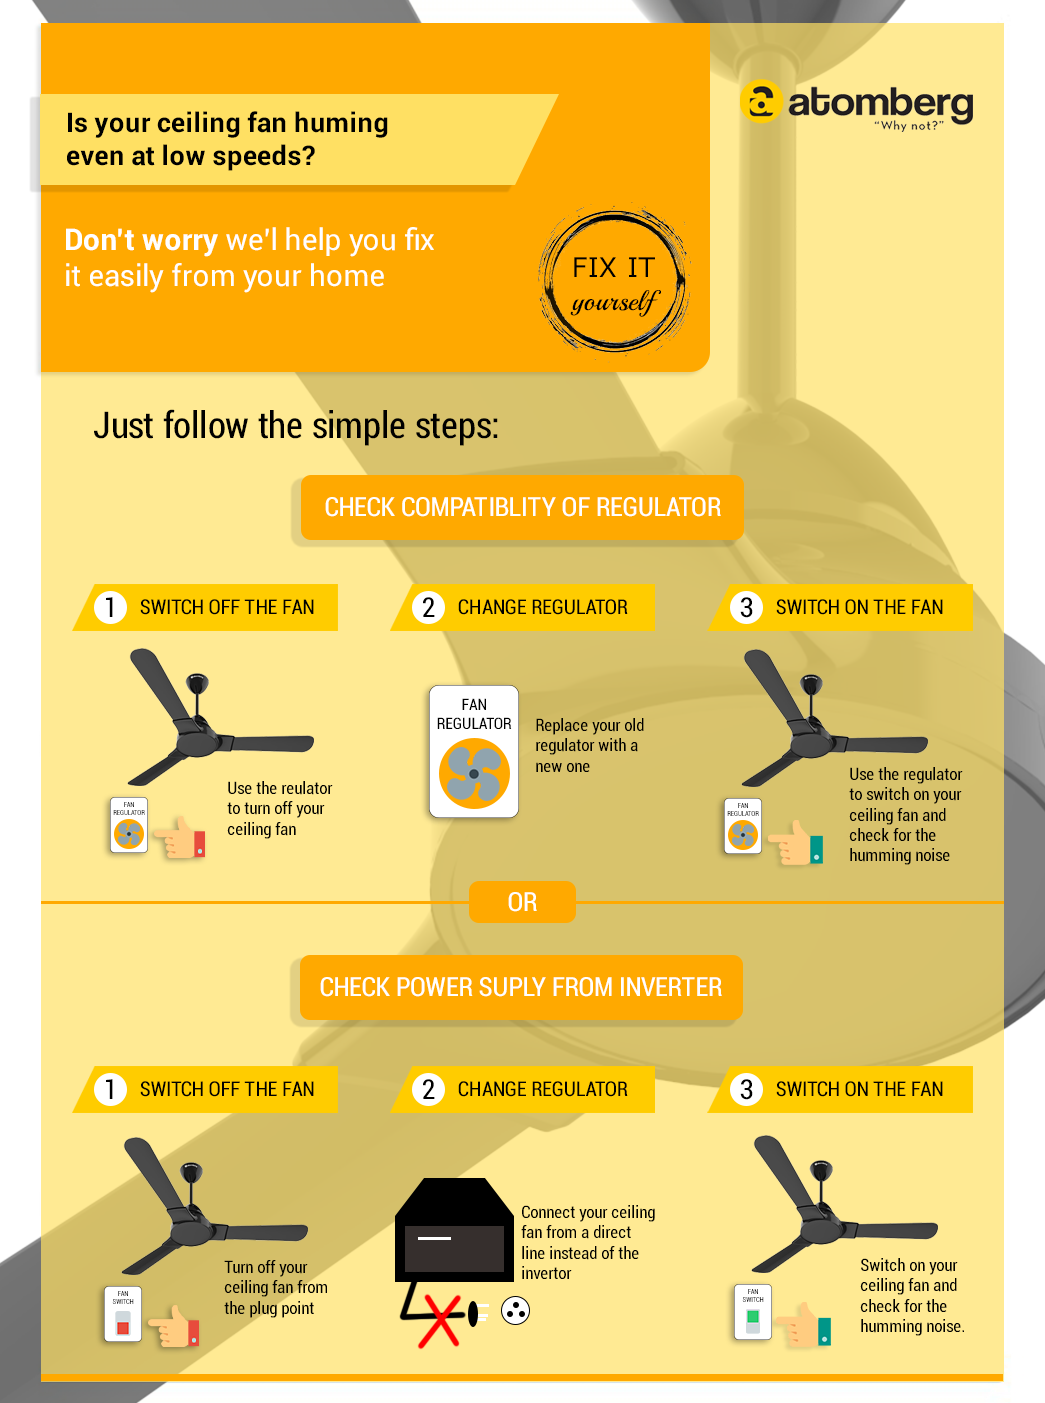 Is your ceiling fan huming
even at low speeds?
atomberg
"Why not?"
Don't worry we'l help you fix
it easily from your home
FIX IT
yourself
Just follow the simple steps:
CHECK COMPATIBLITY OF REGULATOR
1 SWITCH OFF THE FAN
2 CHANGE REGULATOR
3 SWITCH ON THE FAN
FAN
REGULATOR
Use the reulator
to turn off your
ceiling fan
FAN
REGULATOR
Replace your old
regulator with a
new one
FAN
REGULATOR
Use the regulator
to switch on your
ceiling fan and
check for the
humming noise
OR
CHECK POWER SUPLY FROM INVERTER
1 SWITCH OFF THE FAN
2 CHANGE REGULATOR
3 SWITCH ON THE FAN
FAN
SWITCH
Turn off your
ceiling fan from
the plug point
Connect your ceiling
fan from a direct
line instead of the
invertor
FAN
SWITCH
Switch on your
ceiling fan and
check for the
humming noise.